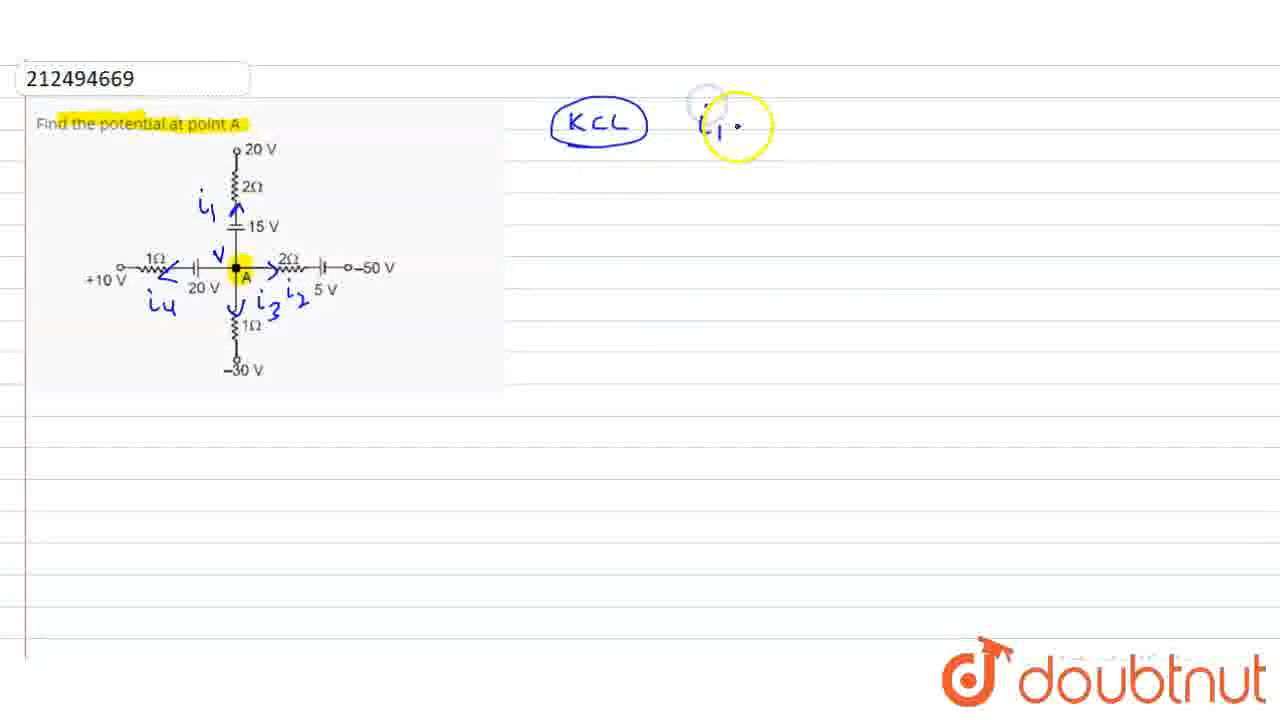 212494669
Find the potential at point A
KCL
i1
20 V
2Ω
i1
15 V
1Ω
V
2Ω
+10 V
20 V
A
5 V
–50 V
i4
i3
i2
1Ω
–30 V
doubtnut